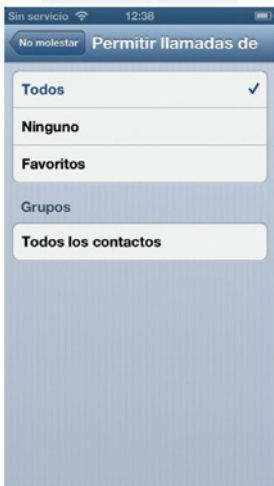 Sin servicio 12:38
No molestar Permitir llamadas de
Todos
Ninguno
Favoritos
Grupos
Todos los contactos